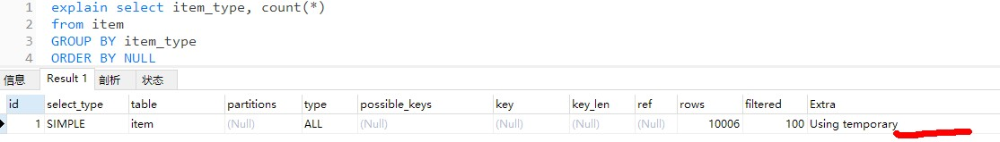 1 explain select item_type, count(*)
2 from item
3 GROUP BY item_type
4 ORDER BY NULL
信息 Result 1 剖析 状态
id select_type table partitions type possible_keys key key_len ref rows filtered Extra
1 SIMPLE item (Null) ALL (Null) (Null) (Null) (Null) 10006 100 Using temporary